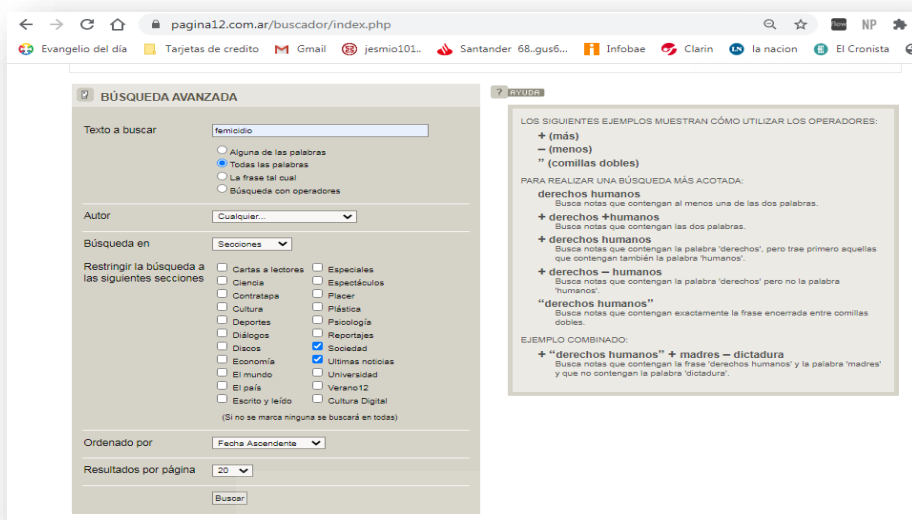 pagina12.com.ar/buscador/index.php
flow NP
Evangelio del día Tarjetas de credito Gmail jesmio101.. Santander 68..gus6... Infobae Clarin LN la nacion El Cronista
BÚSQUEDA AVANZADA
Texto a buscar femicidio
Alguna de las palabras
Todas las palabras
La frase tal cual
Búsqueda con operadores
Autor Cualquier...
Búsqueda en Secciones
Restringir la búsqueda a
las siguientes secciones
Cartas a lectores Especiales
Ciencia Espectáculos
Contratapa Placer
Cultura Plástica
Deportes Psicología
Diálogos Reportajes
Discos Sociedad
Economía Ultimas noticias
El mundo Universidad
El país Verano12
Escrito y leído Cultura Digital
(Si no se marca ninguna se buscará en todas)
Ordenado por Fecha Ascendente
Resultados por página 20
Buscar
? AYUDA
LOS SIGUIENTES EJEMPLOS MUESTRAN CÓMO UTILIZAR LOS OPERADORES:
+ (más)
– (menos)
” (comillas dobles)
PARA REALIZAR UNA BÚSQUEDA MÁS ACOTADA:
derechos humanos
Busca notas que contengan al menos una de las dos palabras.
+ derechos +humanos
Busca notas que contengan las dos palabras.
+ derechos humanos
Busca notas que contengan la palabra 'derechos', pero trae primero aquellas
que contengan también la palabra 'humanos'.
+ derechos – humanos
Busca notas que contengan la palabra 'derechos' pero no la palabra
'humanos'.
“derechos humanos”
Busca notas que contengan exactamente la frase encerrada entre comillas
dobles.
EJEMPLO COMBINADO:
+ “derechos humanos” + madres – dictadura
Busca notas que contengan la frase 'derechos humanos' y la palabra 'madres'
y que no contengan la palabra 'dictadura'.